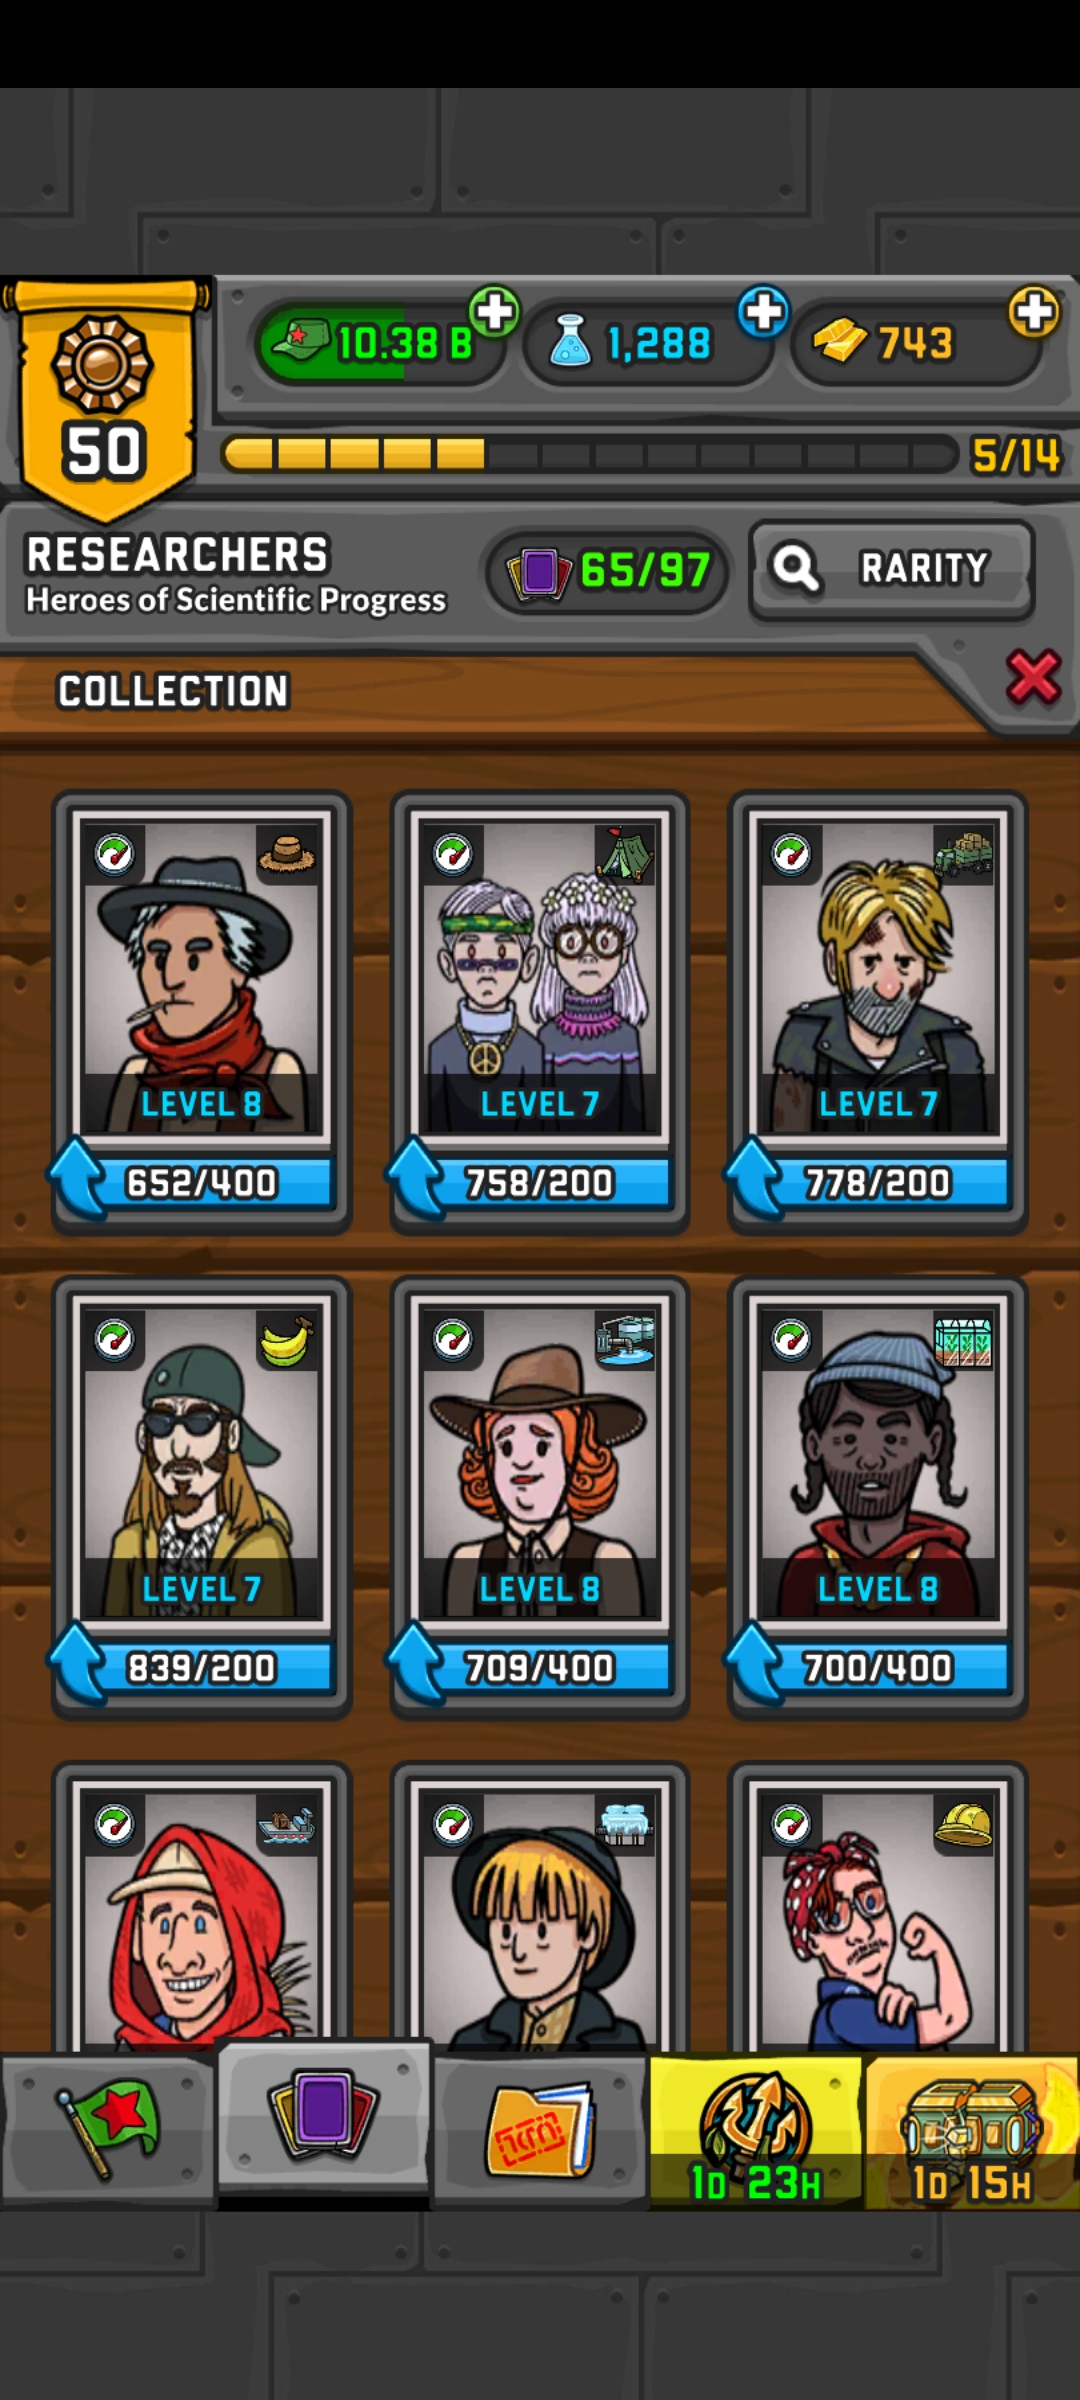 10.38 B
1,288
743
50
5/14
RESEARCHERS
Heroes of Scientific Progress
65/97
RARITY
COLLECTION
LEVEL 8
LEVEL 7
LEVEL 7
652/400
758/200
778/200
LEVEL 7
LEVEL 8
LEVEL 8
839/200
709/400
700/400
1D 23H
1D 15H